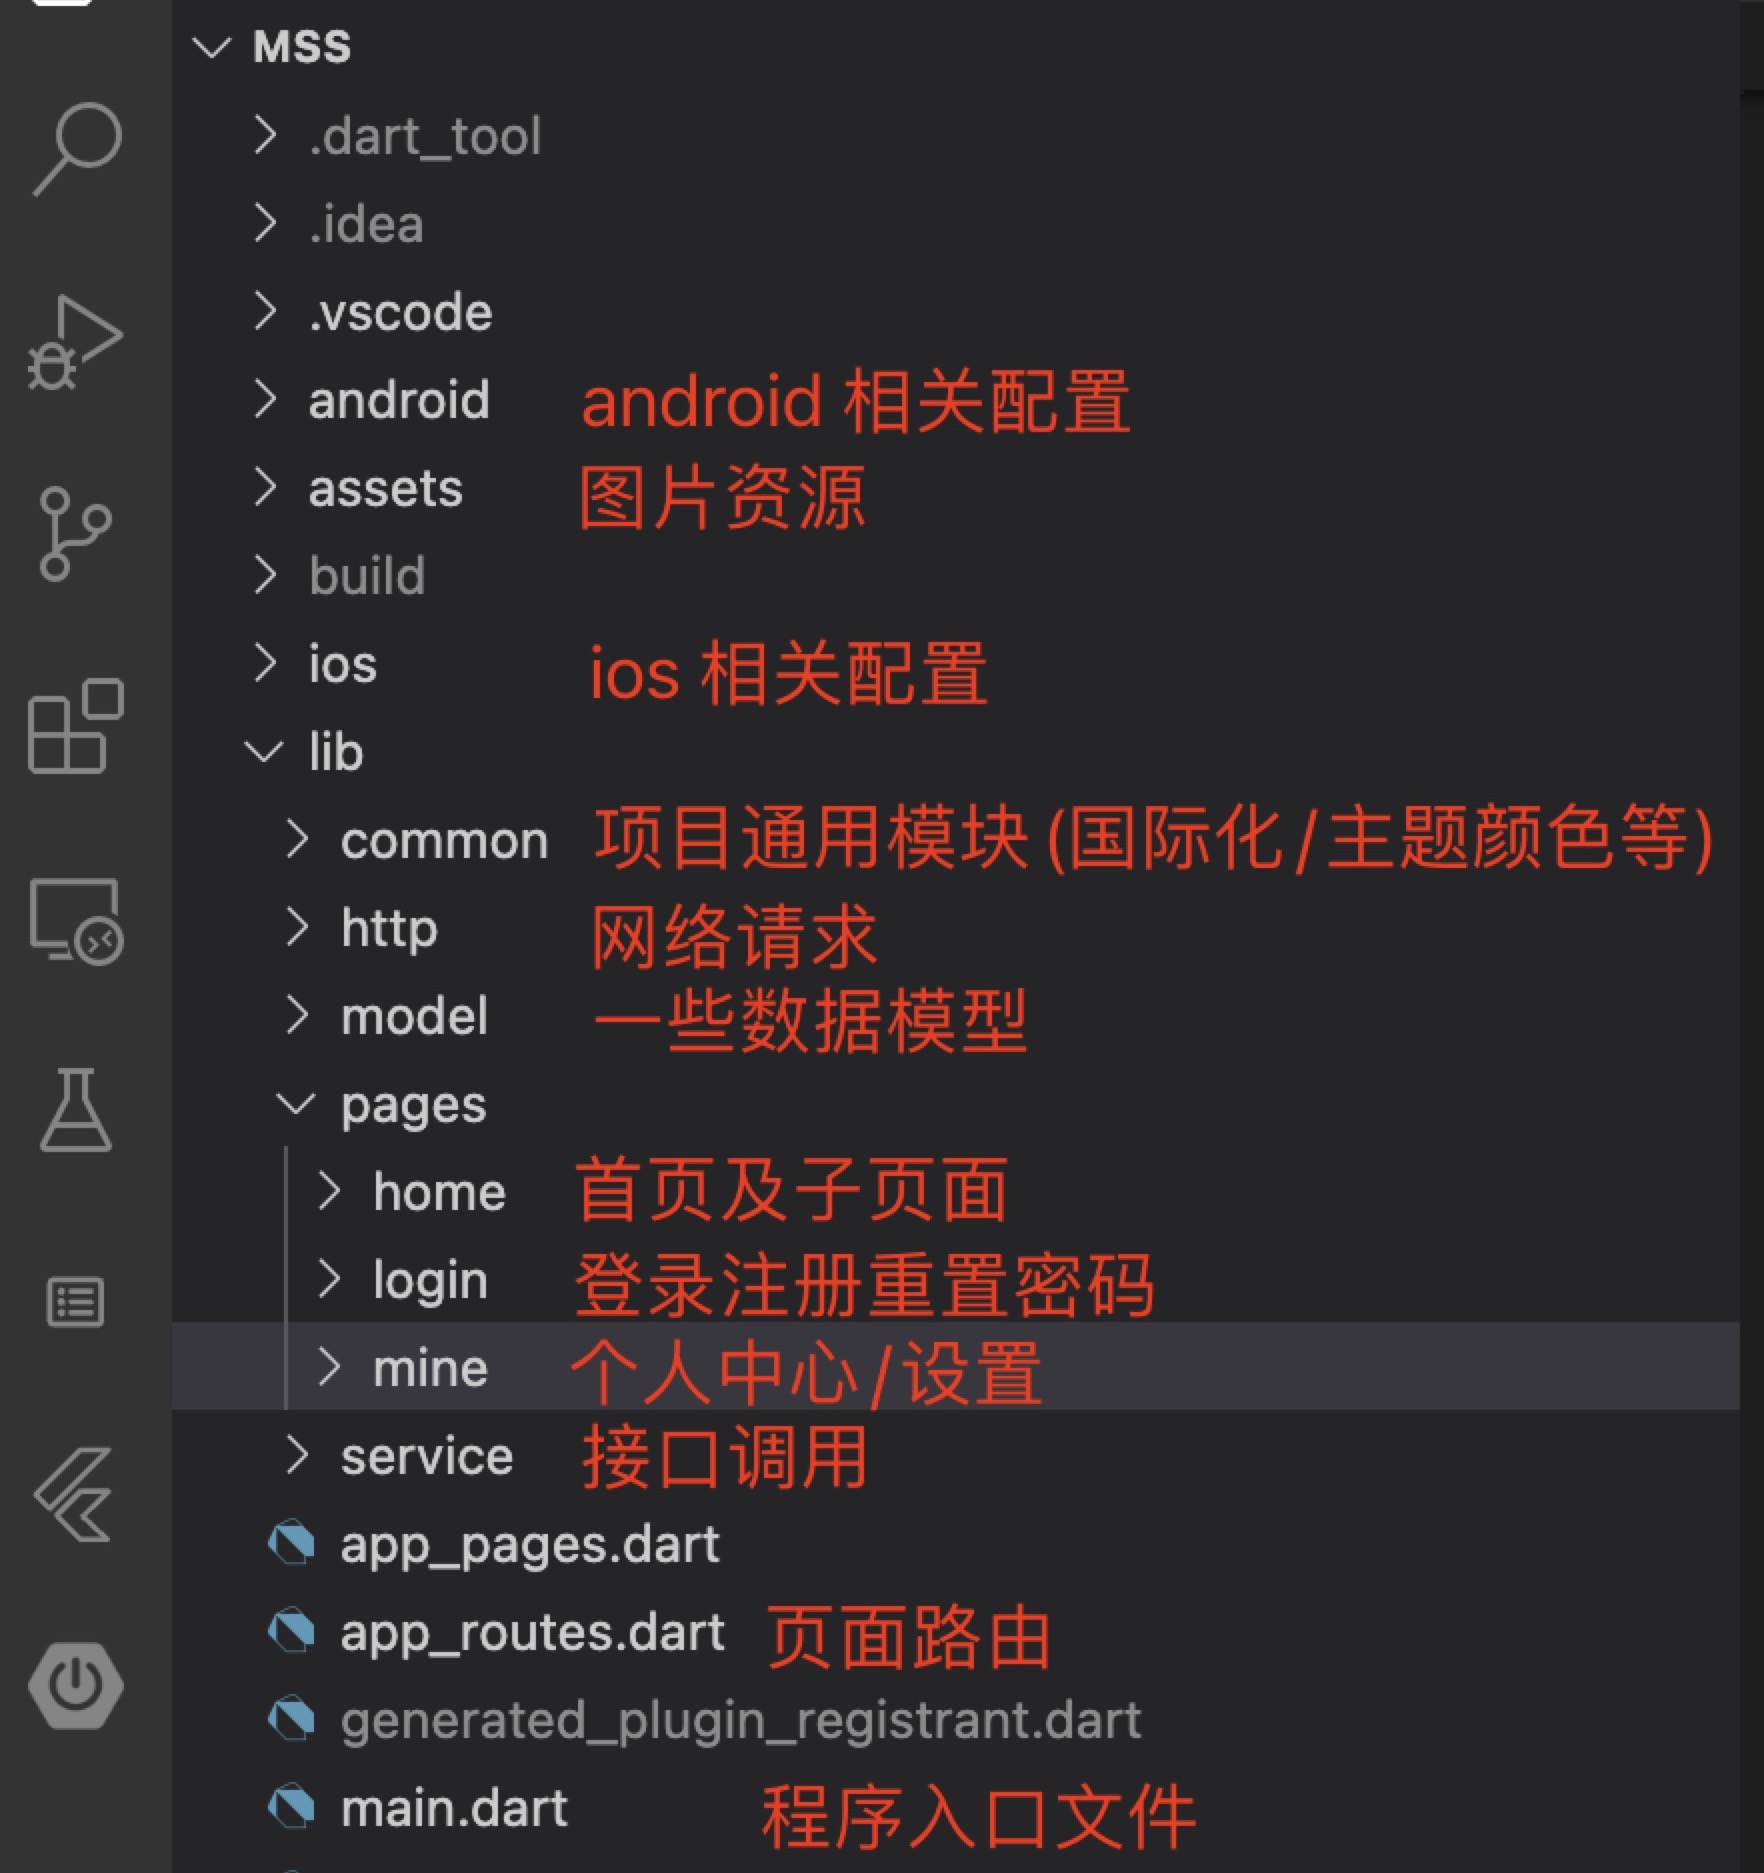 MSS
.dart_tool
.idea
.vscode
android android 相关配置
assets 图片资源
build
ios ios 相关配置
lib
common 项目通用模块(国际化/主题颜色等)
http 网络请求
model 一些数据模型
pages
home 首页及子页面
login 登录注册重置密码
mine 个人中心/设置
service 接口调用
app_pages.dart
app_routes.dart 页面路由
generated_plugin_registrant.dart
main.dart 程序入口文件